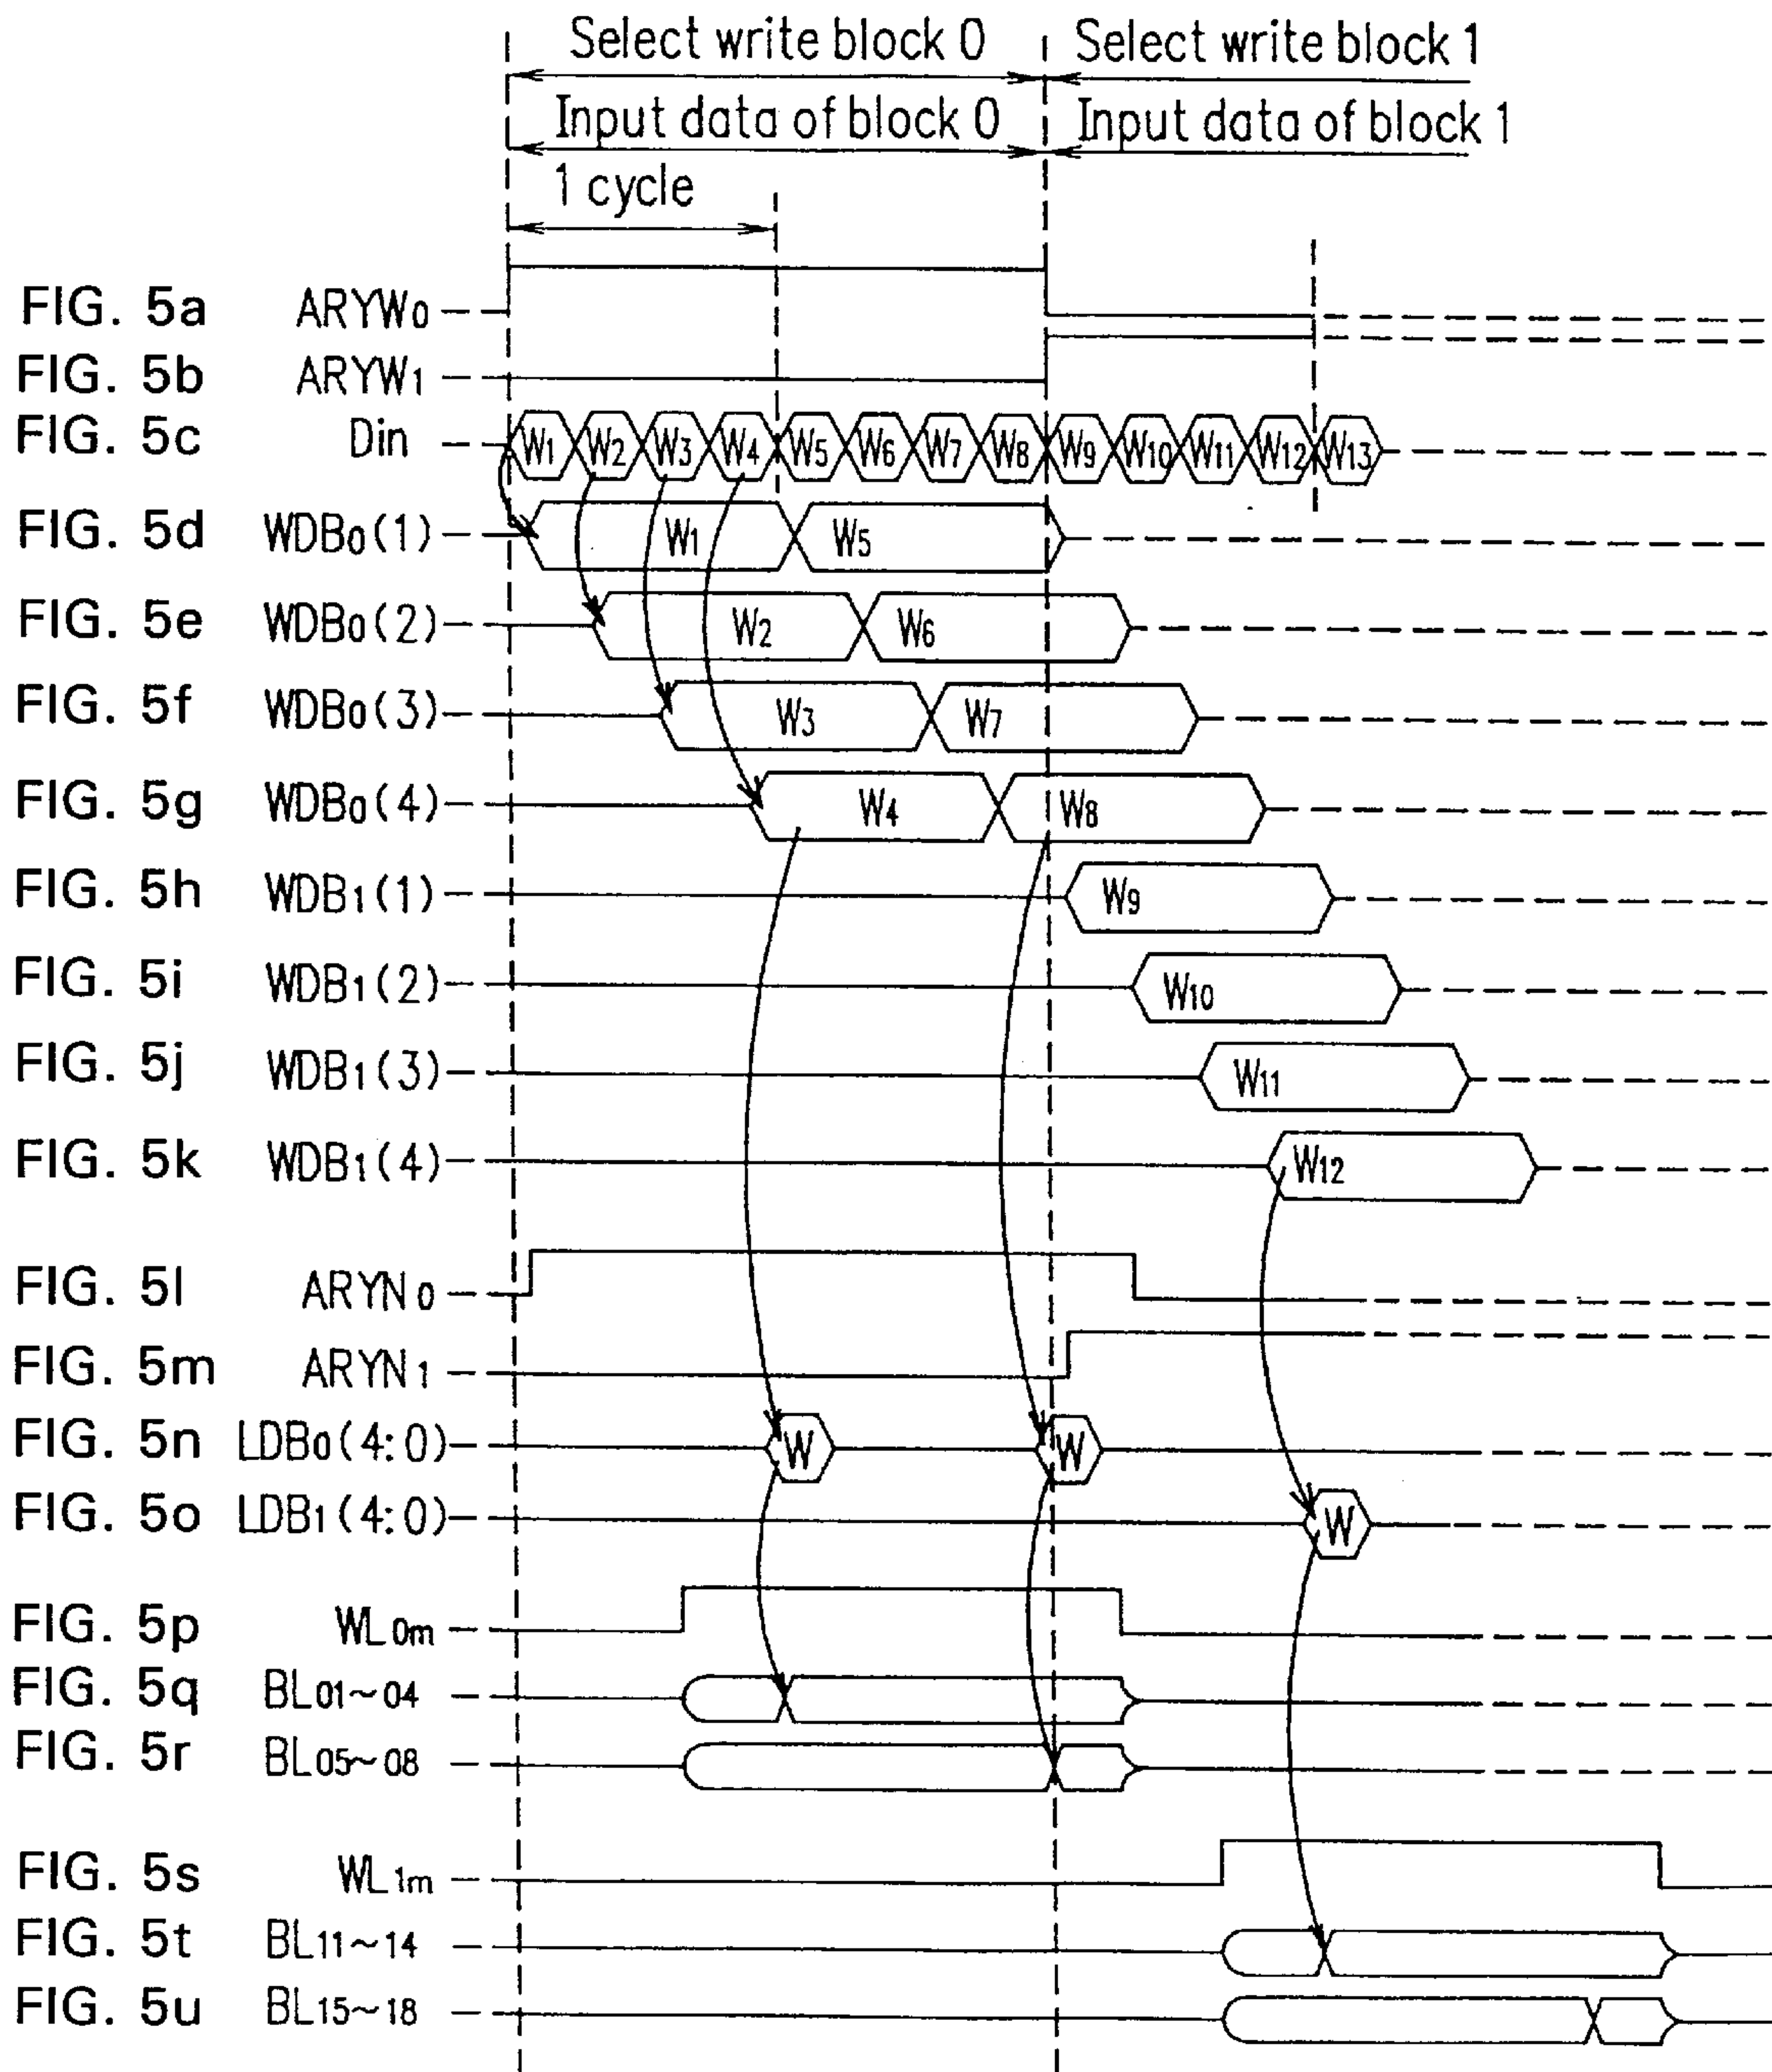 Select write block 0 Select write block 1
Input data of block 0 Input data of block 1
1 cycle
FIG. 5a ARYW0
FIG. 5b ARYW1
FIG. 5c Din W1 W2 W3 W4 W5 W6 W7 W8 W9 W10 W11 W12 W13
FIG. 5d WDB0(1) W1 W5
FIG. 5e WDB0(2) W2 W6
FIG. 5f WDB0(3) W3 W7
FIG. 5g WDB0(4) W4 W8
FIG. 5h WDB1(1) W9
FIG. 5i WDB1(2) W10
FIG. 5j WDB1(3) W11
FIG. 5k WDB1(4) W12
FIG. 5l ARYN0
FIG. 5m ARYN1
FIG. 5n LDB0(4:0) W W
FIG. 5o LDB1(4:0) W
FIG. 5p WL0m
FIG. 5q BL01~04
FIG. 5r BL05~08
FIG. 5s WL1m
FIG. 5t BL11~14
FIG. 5u BL15~18